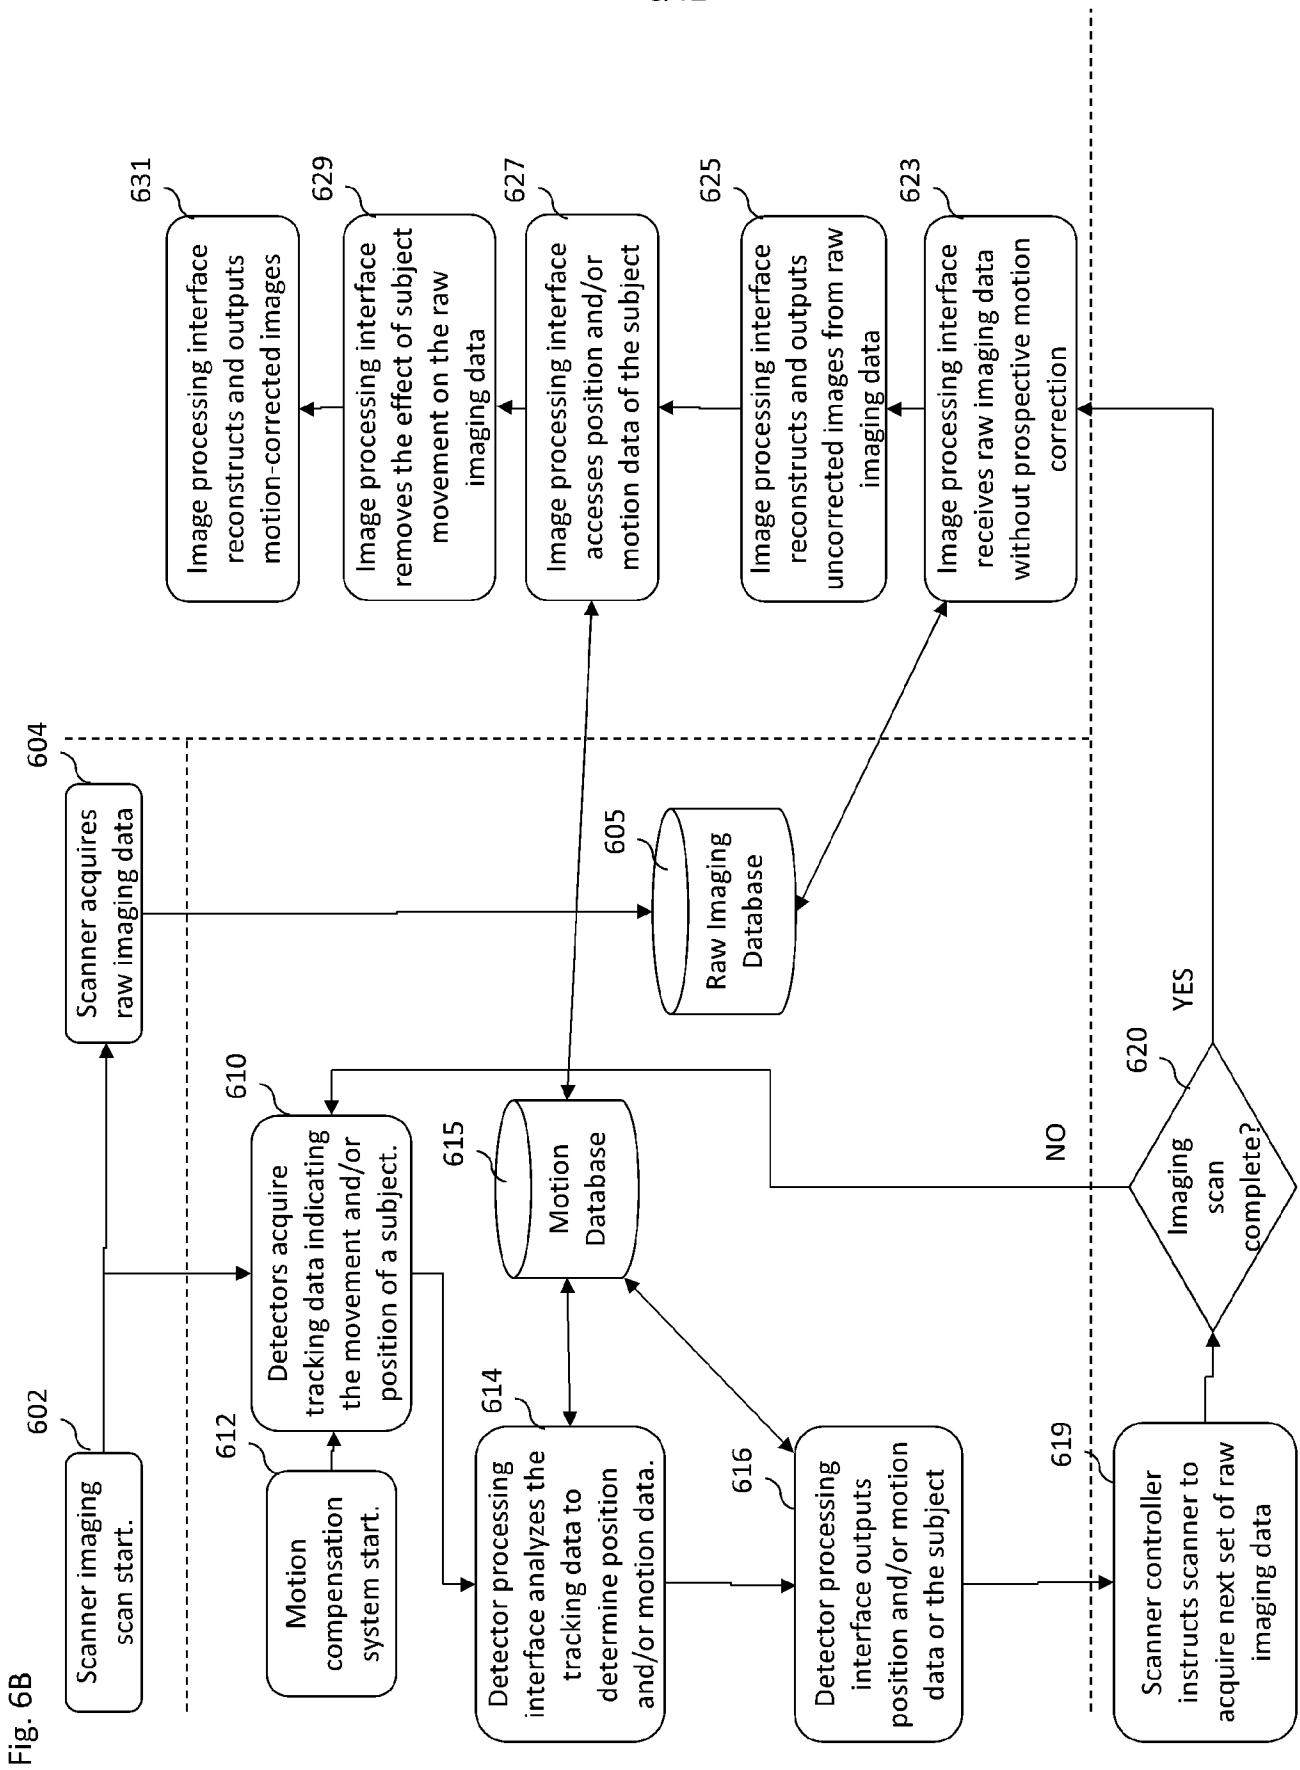 Fig. 6B
602
Scanner imaging
scan start.
604
Scanner acquires
raw imaging data
612
Motion
compensation
system start.
610
Detectors acquire
tracking data indicating
the movement and/or
position of a subject.
614
Detector processing
interface analyzes the
tracking data to
determine position
and/or motion data.
615
Motion
Database
605
Raw Imaging
Database
616
Detector processing
interface outputs
position and/or motion
data or the subject
619
Scanner controller
instructs scanner to
acquire next set of raw
imaging data
620
Imaging
scan
complete?
NO
YES
623
Image processing interface
receives raw imaging data
without prospective motion
correction
625
Image processing interface
reconstructs and outputs
uncorrected images from raw
imaging data
627
Image processing interface
accesses position and/or
motion data of the subject
629
Image processing interface
removes the effect of subject
movement on the raw
imaging data
631
Image processing interface
reconstructs and outputs
motion-corrected images